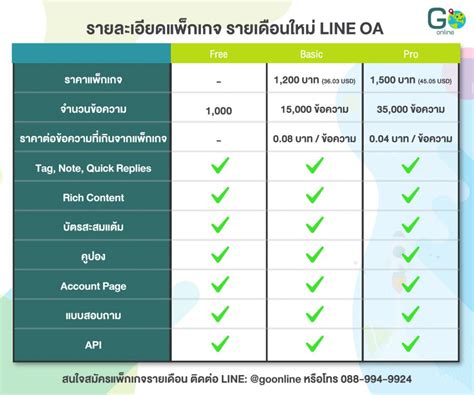 รายละเอียดแพ็กเกจ รายเดือนใหม่ LINE OA
Go
online
Free Basic Pro
ราคาแพ็กเกจ - 1,200 บาท (36.03 USD) 1,500 บาท (45.05 USD)
จำนวนข้อความ 1,000 15,000 ข้อความ 35,000 ข้อความ
ราคาต่อข้อความที่เกินจากแพ็กเกจ - 0.08 บาท / ข้อความ 0.04 บาท / ข้อความ
Tag, Note, Quick Replies
Rich Content
บัตรสะสมแต้ม
คูปอง
Account Page
แบบสอบถาม
API
สนใจสมัครแพ็กเกจรายเดือน ติดต่อ LINE: @goonline หรือโทร 088-994-9924